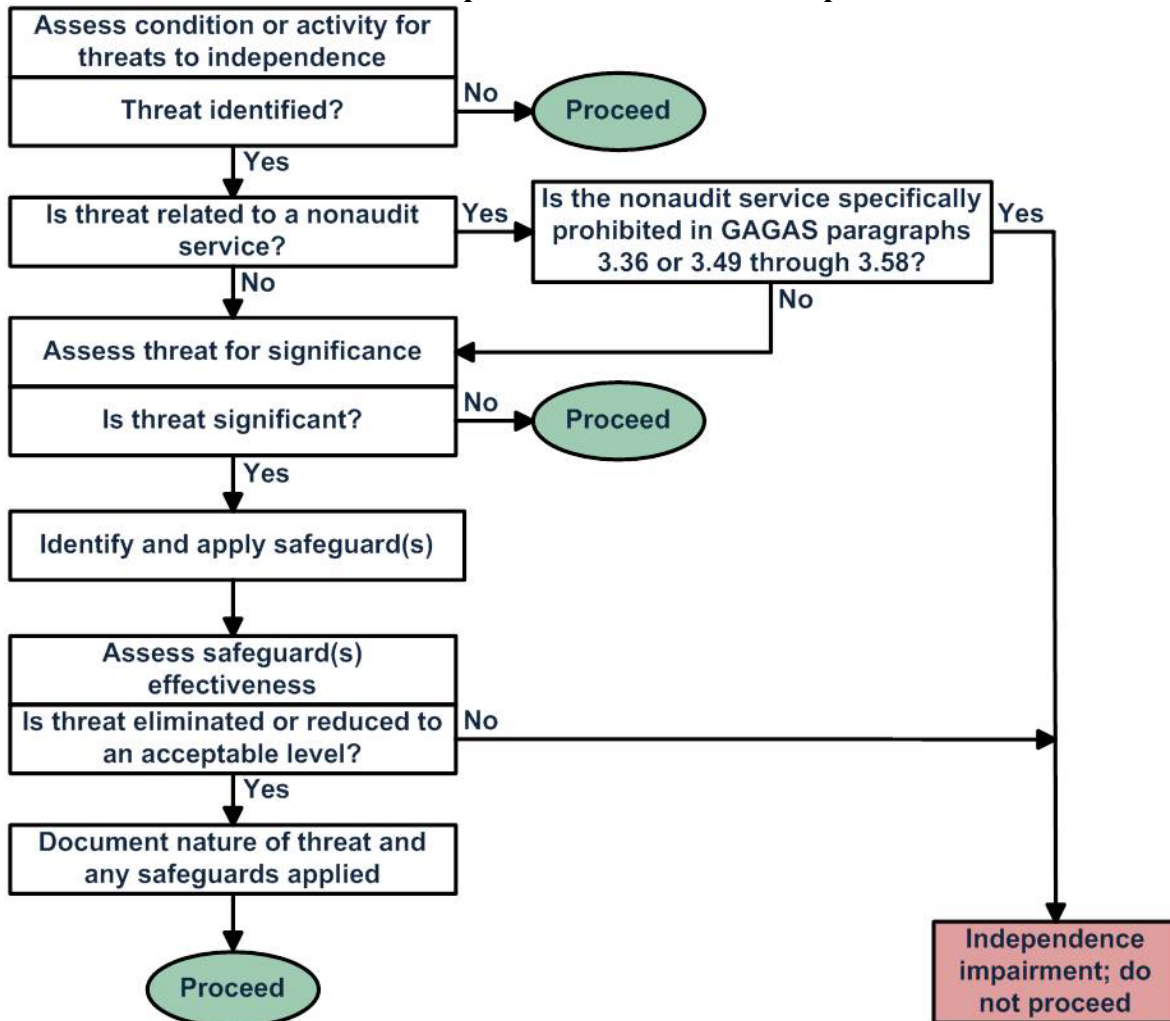 Assess condition or activity for
threats to independence
Threat identified?
No
Proceed
Yes
Is threat related to a nonaudit
service?
Yes
Is the nonaudit service specifically
prohibited in GAGAS paragraphs
3.36 or 3.49 through 3.58?
Yes
No
No
Assess threat for significance
Is threat significant?
No
Proceed
Yes
Identify and apply safeguard(s)
Assess safeguard(s)
effectiveness
Is threat eliminated or reduced to
an acceptable level?
No
Yes
Document nature of threat and
any safeguards applied
Proceed
Independence
impairment; do
not proceed